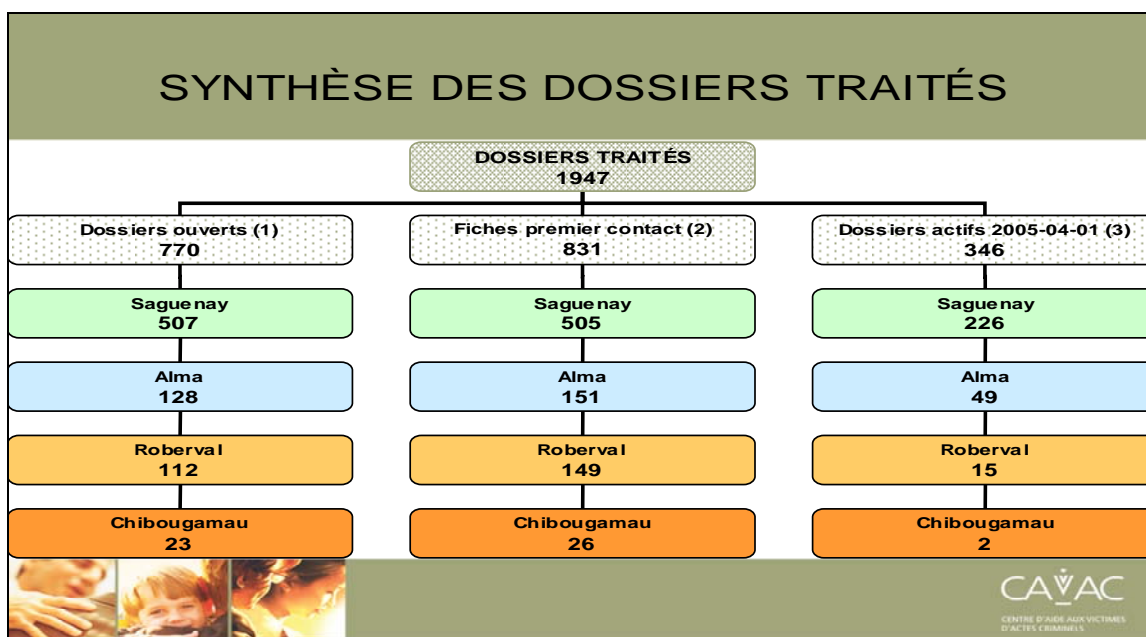 SYNTHÈSE DES DOSSIERS TRAITÉS
DOSSIERS TRAITÉS
1947
Dossiers ouverts (1)
770
Saguenay
507
Alma
128
Roberval
112
Chibougamau
23
Fiches premier contact (2)
831
Saguenay
505
Alma
151
Roberval
149
Chibougamau
26
Dossiers actifs 2005-04-01 (3)
346
Saguenay
226
Alma
49
Roberval
15
Chibougamau
2
CAVAC
CENTRE D'AIDE AUX VICTIMES
D'ACTES CRIMINELS